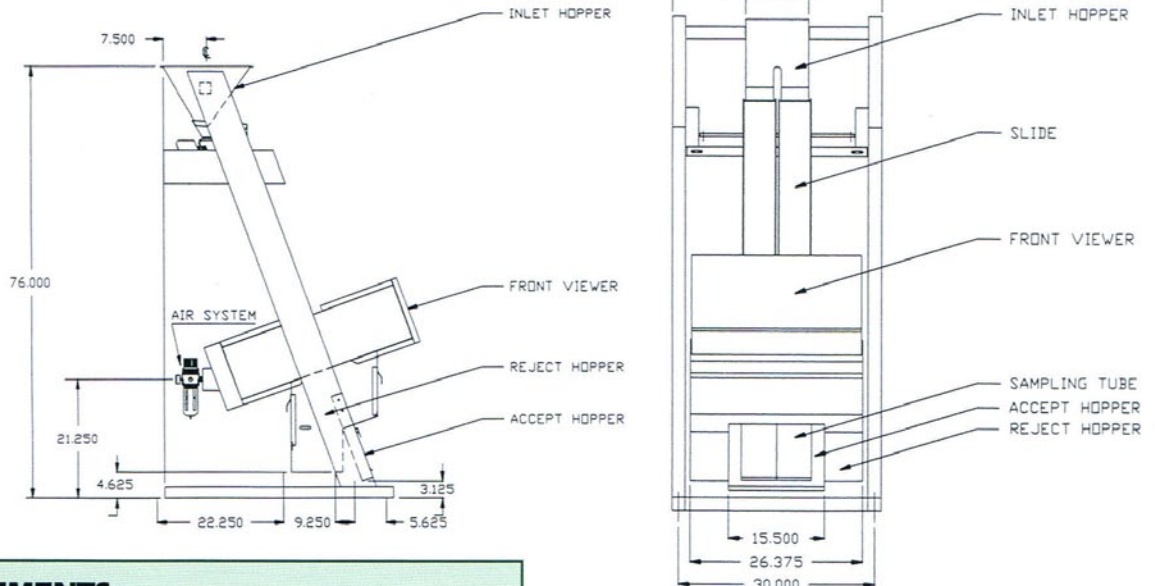 INLET HOPPER
7.500
℄
76.000
FRONT VIEWER
AIR SYSTEM
REJECT HOPPER
ACCEPT HOPPER
21.250
4.625
3.125
22.250
9.250
5.625
INLET HOPPER
SLIDE
FRONT VIEWER
SAMPLING TUBE
ACCEPT HOPPER
REJECT HOPPER
15.500
26.375
30.000